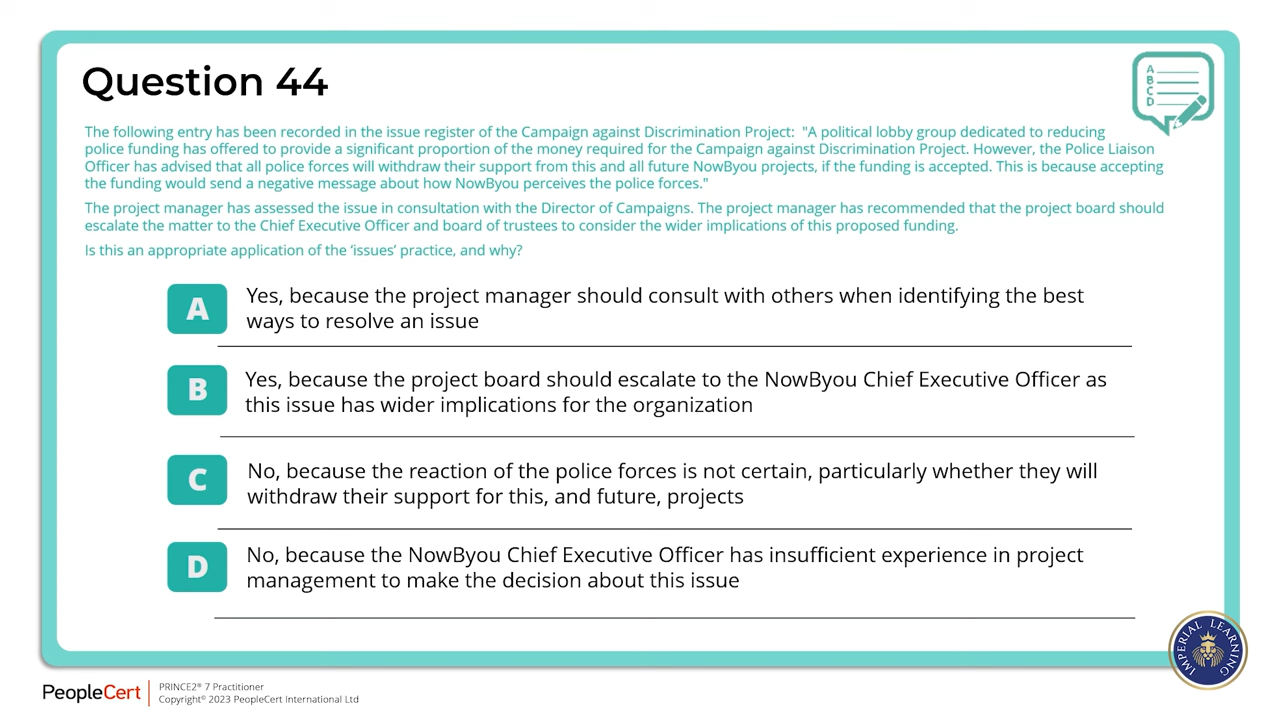 Question 44
A
B
C
D
The following entry has been recorded in the issue register of the Campaign against Discrimination Project:  "A political lobby group dedicated to reducing
police funding has offered to provide a significant proportion of the money required for the Campaign against Discrimination Project. However, the Police Liaison
Officer has advised that all police forces will withdraw their support from this and all future NowByou projects, if the funding is accepted. This is because accepting
the funding would send a negative message about how NowByou perceives the police forces."
The project manager has assessed the issue in consultation with the Director of Campaigns. The project manager has recommended that the project board should
escalate the matter to the Chief Executive Officer and board of trustees to consider the wider implications of this proposed funding.
Is this an appropriate application of the ‘issues’ practice, and why?
A
Yes, because the project manager should consult with others when identifying the best
ways to resolve an issue
B
Yes, because the project board should escalate to the NowByou Chief Executive Officer as
this issue has wider implications for the organization
C
No, because the reaction of the police forces is not certain, particularly whether they will
withdraw their support for this, and future, projects
D
No, because the NowByou Chief Executive Officer has insufficient experience in project
management to make the decision about this issue
IMPERIAL LEARNING
PeopleCert
PRINCE2® 7 Practitioner
Copyright© 2023 PeopleCert International Ltd